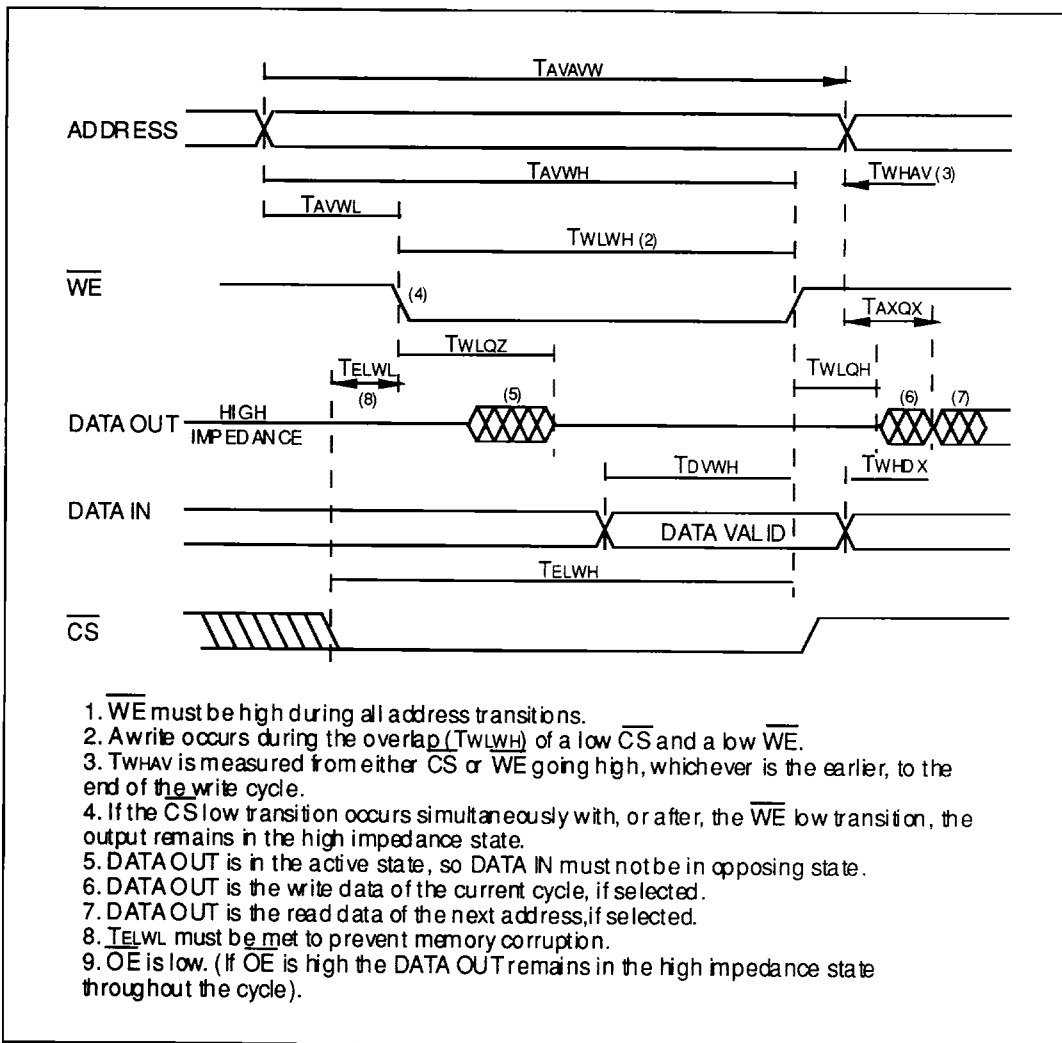 TAVAVW
ADDRESS
TAVWH
TWHAV (3)
TAVWL
TWLWH (2)
WE
(4)
TAXQX
TWLQZ
TELWL
TWLQH
(8)
(5)
(6)
(7)
DATA OUT
HIGH
IMPEDANCE
TDVWH
TWHDX
DATA IN
DATA VALID
TELWH
CS
1. WE must be high during all address transitions.
2. A write occurs during the overlap (TWLWH) of a low CS and a low WE.
3. TWHAV is measured from either CS or WE going high, whichever is the earlier, to the
end of the write cycle.
4. If the CS low transition occurs simultaneously with, or after, the WE low transition, the
output remains in the high impedance state.
5. DATA OUT is in the active state, so DATA IN must not be in opposing state.
6. DATA OUT is the write data of the current cycle, if selected.
7. DATA OUT is the read data of the next address, if selected.
8. TELWL must be met to prevent memory corruption.
9. OE is low. (If OE is high the DATA OUT remains in the high impedance state
throughout the cycle).